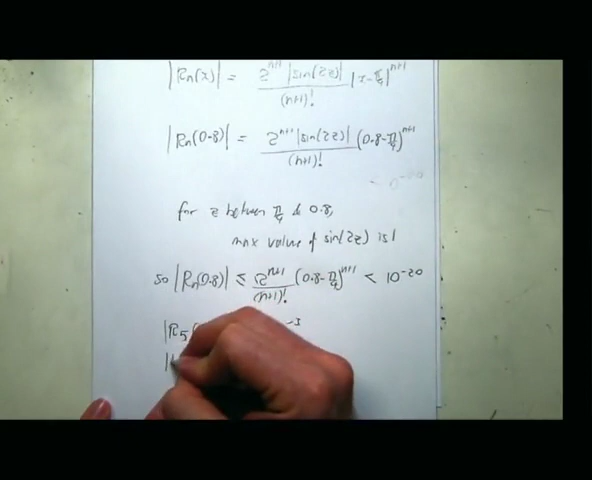 |Rn(x)| = 2^(n+1) |sin(2z)| / (n+1)! |x-π/4|^(n+1)
|Rn(0.8)| = 2^(n+1) |sin(2z)| / (n+1)! (0.8-π/4)^(n+1)
for z between π/4 & 0.8,
max value of sin(2z) is 1
so |Rn(0.8)| ≤ 2^(n+1) / (n+1)! (0.8-π/4)^(n+1) < 10^-20
|R5(